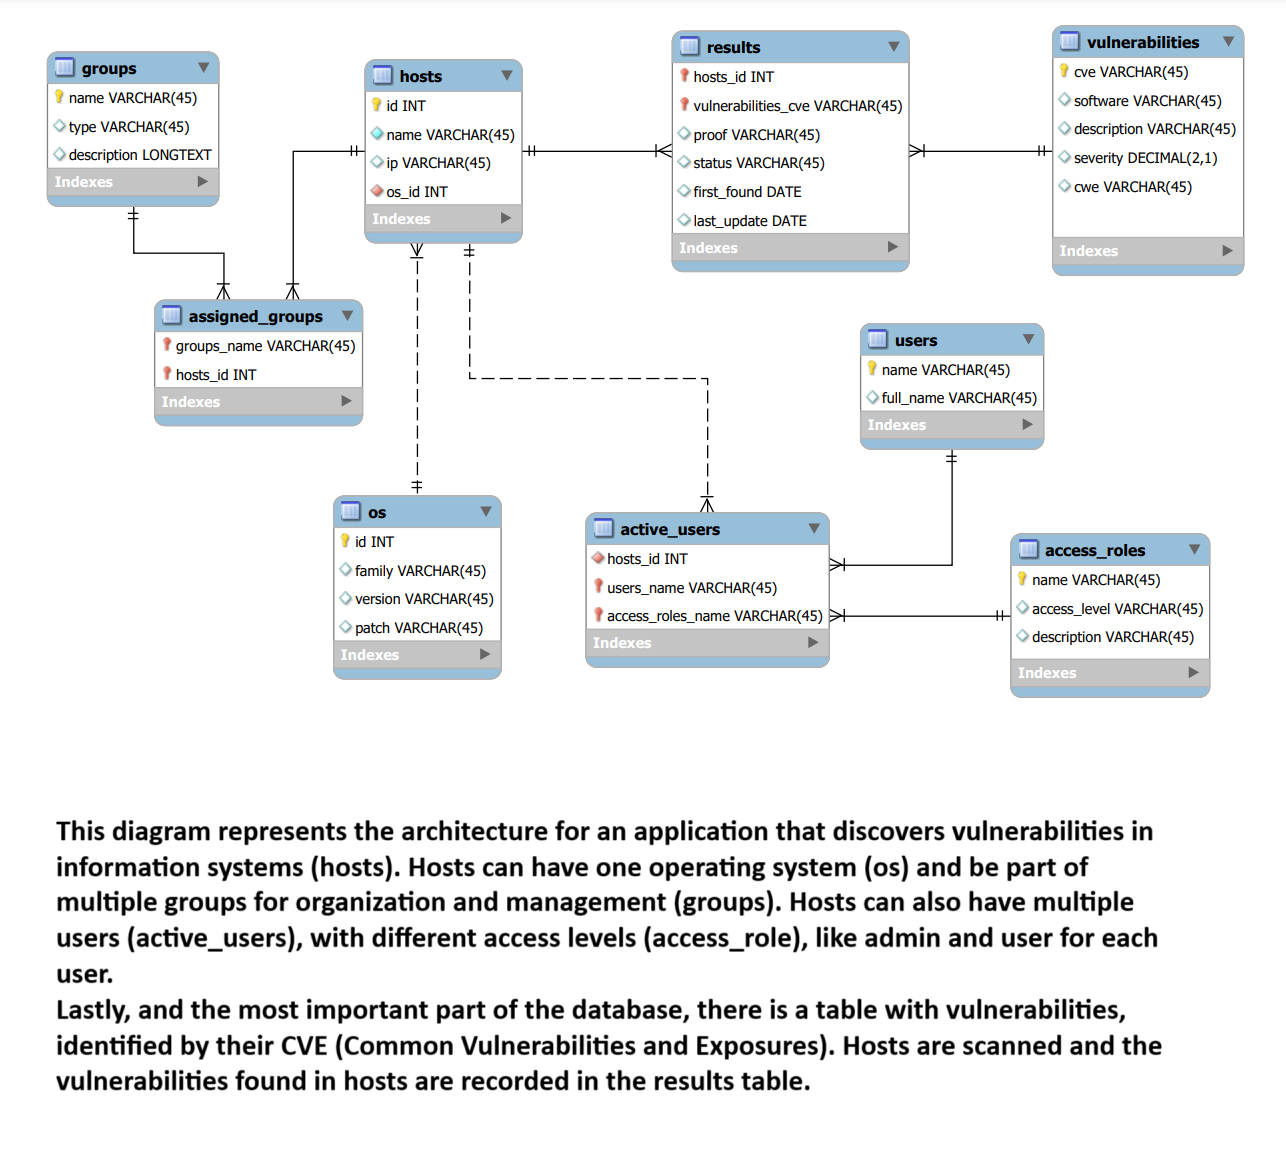 groups
name VARCHAR(45)
type VARCHAR(45)
description LONGTEXT
Indexes
hosts
id INT
name VARCHAR(45)
ip VARCHAR(45)
os_id INT
Indexes
results
hosts_id INT
vulnerabilities_cve VARCHAR(45)
proof VARCHAR(45)
status VARCHAR(45)
first_found DATE
last_update DATE
Indexes
vulnerabilities
cve VARCHAR(45)
software VARCHAR(45)
description VARCHAR(45)
severity DECIMAL(2,1)
cwe VARCHAR(45)
Indexes
assigned_groups
groups_name VARCHAR(45)
hosts_id INT
Indexes
users
name VARCHAR(45)
full_name VARCHAR(45)
Indexes
os
id INT
family VARCHAR(45)
version VARCHAR(45)
patch VARCHAR(45)
Indexes
active_users
hosts_id INT
users_name VARCHAR(45)
access_roles_name VARCHAR(45)
Indexes
access_roles
name VARCHAR(45)
access_level VARCHAR(45)
description VARCHAR(45)
Indexes
This diagram represents the architecture for an application that discovers vulnerabilities in
information systems (hosts). Hosts can have one operating system (os) and be part of
multiple groups for organization and management (groups). Hosts can also have multiple
users (active_users), with different access levels (access_role), like admin and user for each
user.
Lastly, and the most important part of the database, there is a table with vulnerabilities,
identified by their CVE (Common Vulnerabilities and Exposures). Hosts are scanned and the
vulnerabilities found in hosts are recorded in the results table.